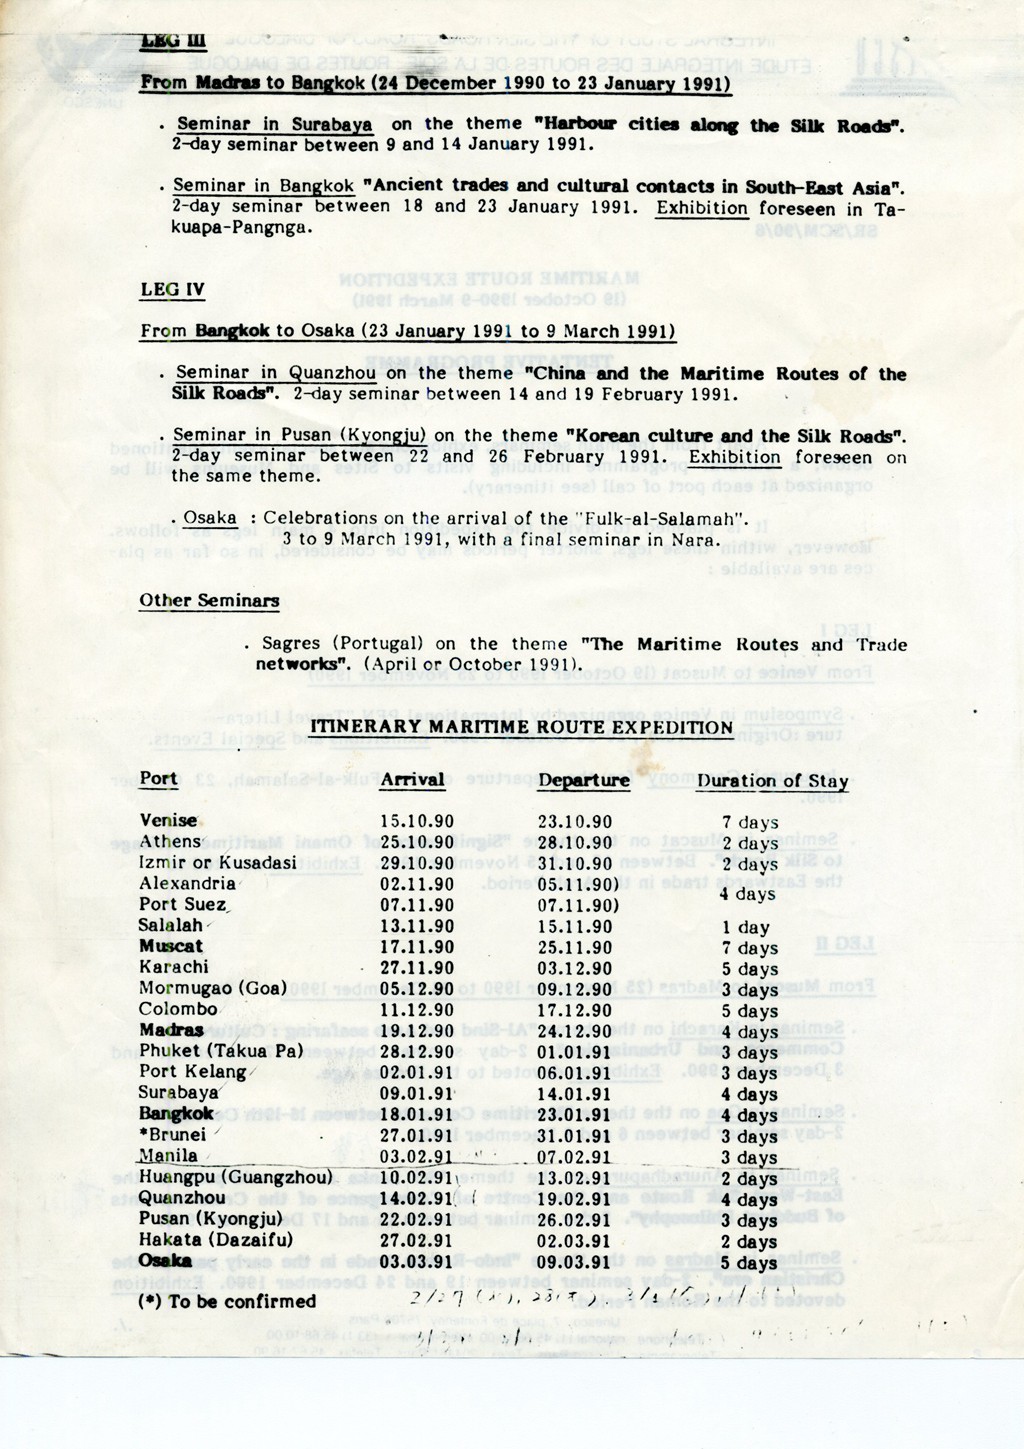 LEG III
From Madras to Bangkok (24 December 1990 to 23 January 1991)
. Seminar in Surabaya on the theme "Harbour cities along the Silk Roads".
2-day seminar between 9 and 14 January 1991.
. Seminar in Bangkok "Ancient trades and cultural contacts in South-East Asia".
2-day seminar between 18 and 23 January 1991. Exhibition foreseen in Ta-
kuapa-Pangnga.
LEG IV
From Bangkok to Osaka (23 January 1991 to 9 March 1991)
. Seminar in Quanzhou on the theme "China and the Maritime Routes of the
Silk Roads". 2-day seminar between 14 and 19 February 1991.
. Seminar in Pusan (Kyongju) on the theme "Korean culture and the Silk Roads".
2-day seminar between 22 and 26 February 1991. Exhibition foreseen on
the same theme.
. Osaka : Celebrations on the arrival of the "Fulk-al-Salamah".
3 to 9 March 1991, with a final seminar in Nara.
Other Seminars
. Sagres (Portugal) on the theme "The Maritime Routes and Trade
networks". (April or October 1991).
ITINERARY MARITIME ROUTE EXPEDITION
Port Arrival Departure Duration of Stay
Venise 15.10.90 23.10.90 7 days
Athens 25.10.90 28.10.90 2 days
Izmir or Kusadasi 29.10.90 31.10.90 2 days
Alexandria 02.11.90 05.11.90)
4 days
Port Suez 07.11.90 07.11.90)
Salalah 13.11.90 15.11.90 1 day
Muscat 17.11.90 25.11.90 7 days
Karachi 27.11.90 03.12.90 5 days
Mormugao (Goa) 05.12.90 09.12.90 3 days
Colombo 11.12.90 17.12.90 5 days
Madras 19.12.90 24.12.90 4 days
Phuket (Takua Pa) 28.12.90 01.01.91 3 days
Port Kelang 02.01.91 06.01.91 3 days
Surabaya 09.01.91 14.01.91 4 days
Bangkok 18.01.91 23.01.91 4 days
*Brunei 27.01.91 31.01.91 3 days
Manila 03.02.91 07.02.91 3 days
Huangpu (Guangzhou) 10.02.91 13.02.91 2 days
Quanzhou 14.02.91 19.02.91 4 days
Pusan (Kyongju) 22.02.91 26.02.91 3 days
Hakata (Dazaifu) 27.02.91 02.03.91 2 days
Osaka 03.03.91 09.03.91 5 days
(*) To be confirmed